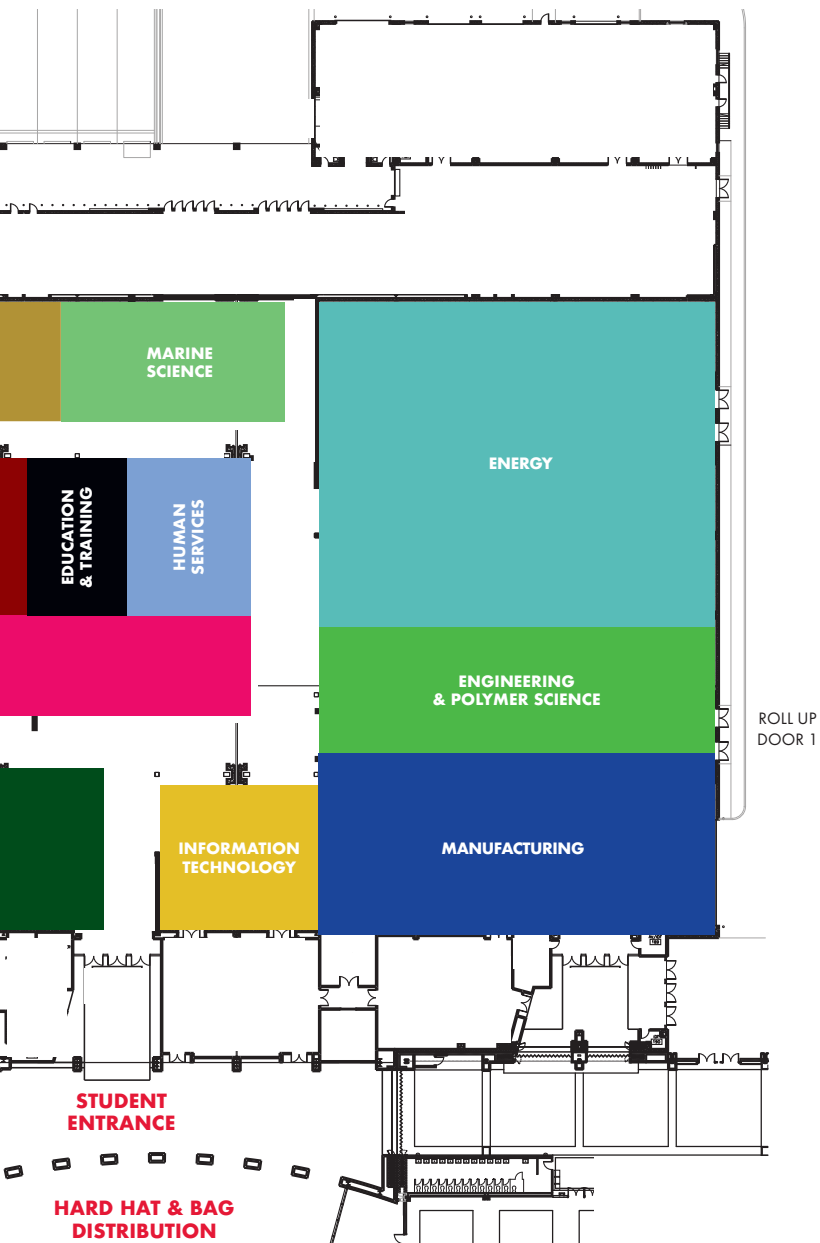 MARINE
SCIENCE
ENERGY
EDUCATION
& TRAINING
HUMAN
SERVICES
ENGINEERING
& POLYMER SCIENCE
ROLL UP
DOOR 1
INFORMATION
TECHNOLOGY
MANUFACTURING
STUDENT
ENTRANCE
HARD HAT & BAG
DISTRIBUTION